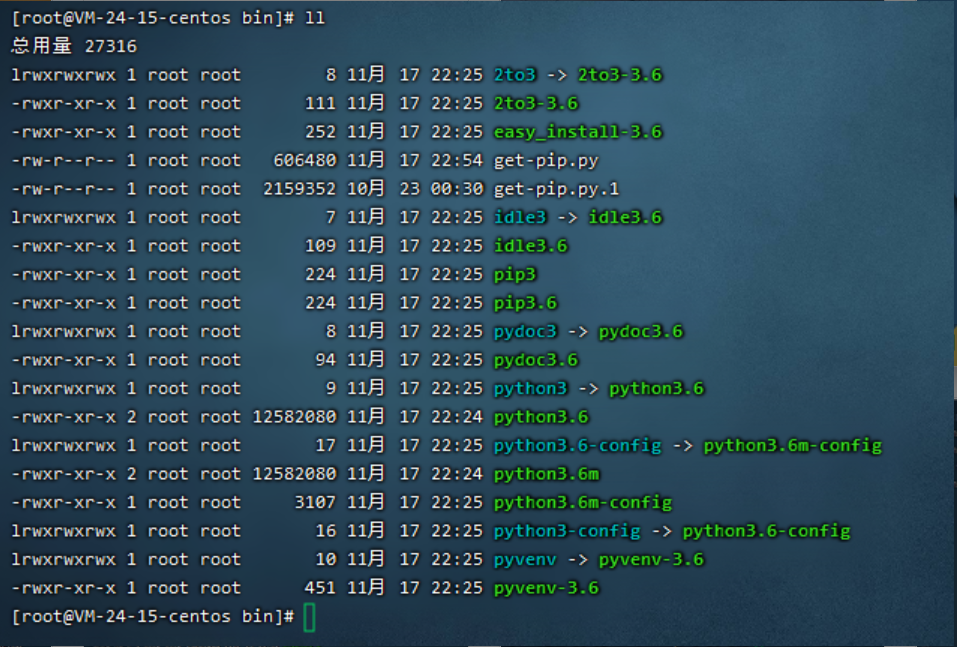 [root@VM-24-15-centos bin]# ll
总用量 27316
lrwxrwxrwx 1 root root        8 11月  17 22:25 2to3 -> 2to3-3.6
-rwxr-xr-x 1 root root      111 11月  17 22:25 2to3-3.6
-rwxr-xr-x 1 root root      252 11月  17 22:25 easy_install-3.6
-rw-r--r-- 1 root root   606480 11月  17 22:54 get-pip.py
-rw-r--r-- 1 root root  2159352 10月  23 00:30 get-pip.py.1
lrwxrwxrwx 1 root root        7 11月  17 22:25 idle3 -> idle3.6
-rwxr-xr-x 1 root root      109 11月  17 22:25 idle3.6
-rwxr-xr-x 1 root root      224 11月  17 22:25 pip3
-rwxr-xr-x 1 root root      224 11月  17 22:25 pip3.6
lrwxrwxrwx 1 root root        8 11月  17 22:25 pydoc3 -> pydoc3.6
-rwxr-xr-x 1 root root       94 11月  17 22:25 pydoc3.6
lrwxrwxrwx 1 root root        9 11月  17 22:25 python3 -> python3.6
-rwxr-xr-x 2 root root 12582080 11月  17 22:24 python3.6
lrwxrwxrwx 1 root root       17 11月  17 22:25 python3.6-config -> python3.6m-config
-rwxr-xr-x 2 root root 12582080 11月  17 22:24 python3.6m
-rwxr-xr-x 1 root root     3107 11月  17 22:25 python3.6m-config
lrwxrwxrwx 1 root root       16 11月  17 22:25 python3-config -> python3.6-config
lrwxrwxrwx 1 root root       10 11月  17 22:25 pyvenv -> pyvenv-3.6
-rwxr-xr-x 1 root root      451 11月  17 22:25 pyvenv-3.6
[root@VM-24-15-centos bin]#